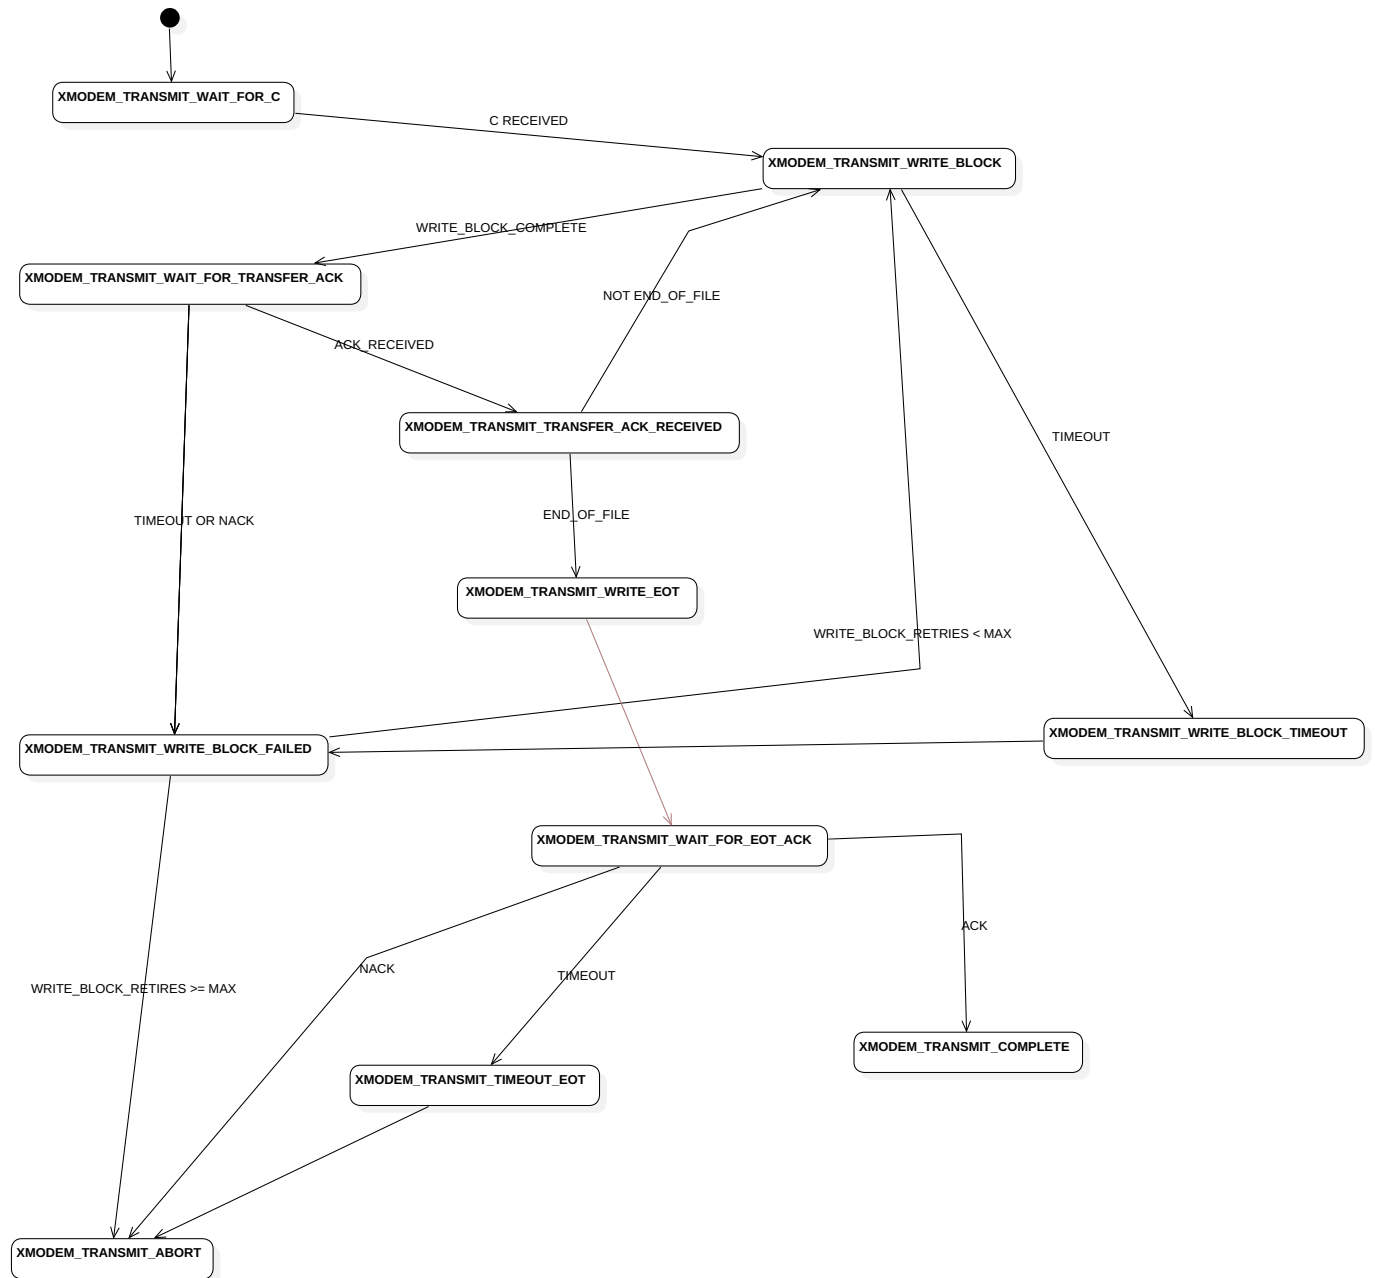 XMODEM_TRANSMIT_WAIT_FOR_C
C RECEIVED
XMODEM_TRANSMIT_WRITE_BLOCK
WRITE_BLOCK_COMPLETE
XMODEM_TRANSMIT_WAIT_FOR_TRANSFER_ACK
NOT END_OF_FILE
ACK_RECEIVED
XMODEM_TRANSMIT_TRANSFER_ACK_RECEIVED
TIMEOUT
END_OF_FILE
TIMEOUT OR NACK
XMODEM_TRANSMIT_WRITE_EOT
WRITE_BLOCK_RETRIES < MAX
XMODEM_TRANSMIT_WRITE_BLOCK_TIMEOUT
XMODEM_TRANSMIT_WRITE_BLOCK_FAILED
XMODEM_TRANSMIT_WAIT_FOR_EOT_ACK
ACK
NACK
TIMEOUT
WRITE_BLOCK_RETIRES >= MAX
XMODEM_TRANSMIT_COMPLETE
XMODEM_TRANSMIT_TIMEOUT_EOT
XMODEM_TRANSMIT_ABORT